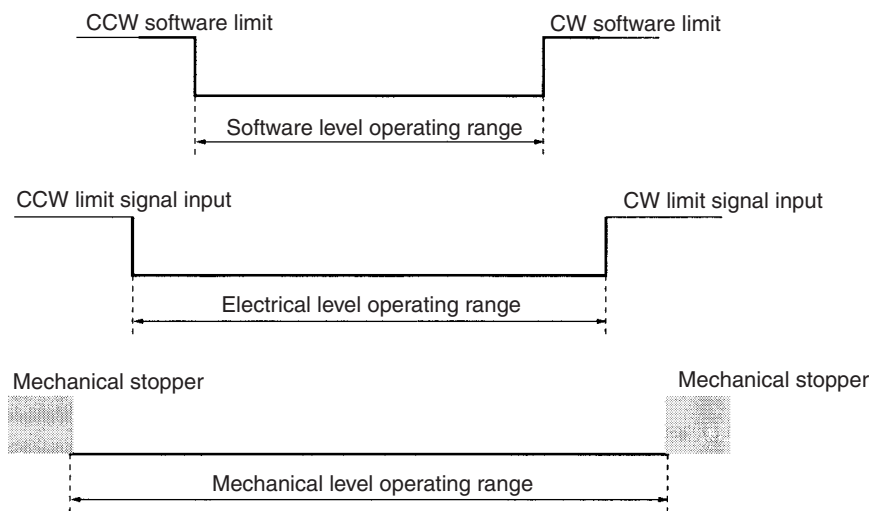 CCW software limit
CW software limit
Software level operating range
CCW limit signal input
CW limit signal input
Electrical level operating range
Mechanical stopper
Mechanical stopper
Mechanical level operating range